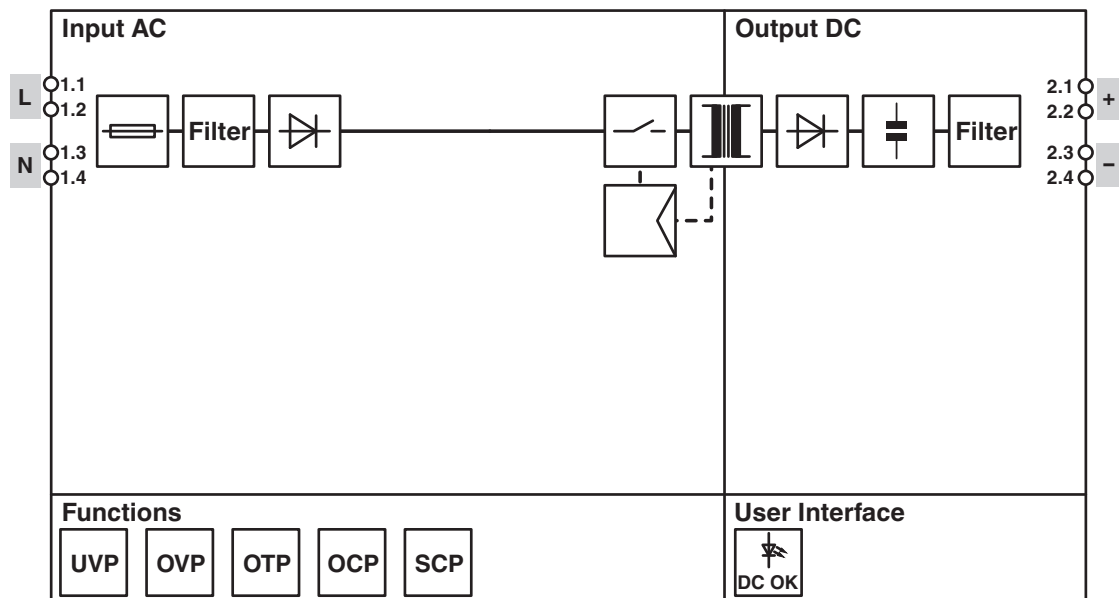 Input AC
Output DC
L
1.1
1.2
N
1.3
1.4
Filter
Filter
2.1
2.2
+
2.3
2.4
−
Functions
UVP
OVP
OTP
OCP
SCP
User Interface
DC OK